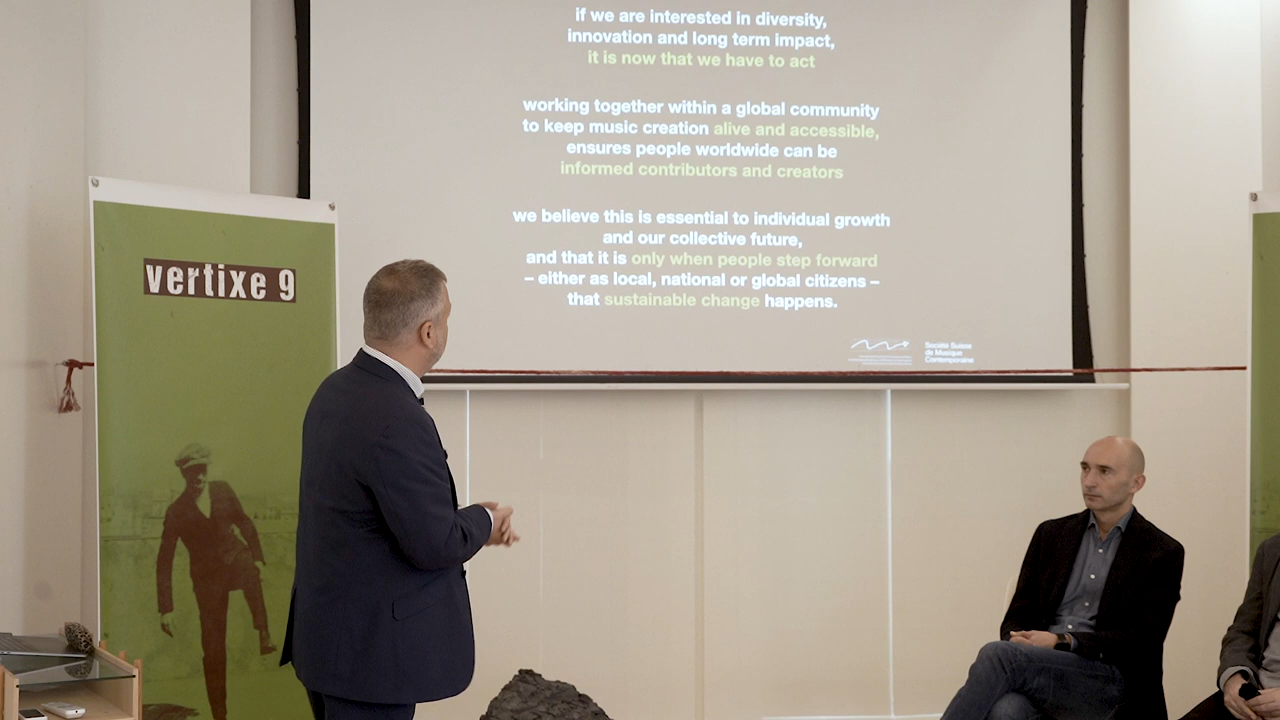 if we are interested in diversity,
innovation and long term impact,
it is now that we have to act
working together within a global community
to keep music creation alive and accessible,
ensures people worldwide can be
informed contributors and creators
we believe this is essential to individual growth
and our collective future,
and that it is only when people step forward
– either as local, national or global citizens –
that sustainable change happens.
Société Suisse
de Musique
Contemporaine
vertixe 9